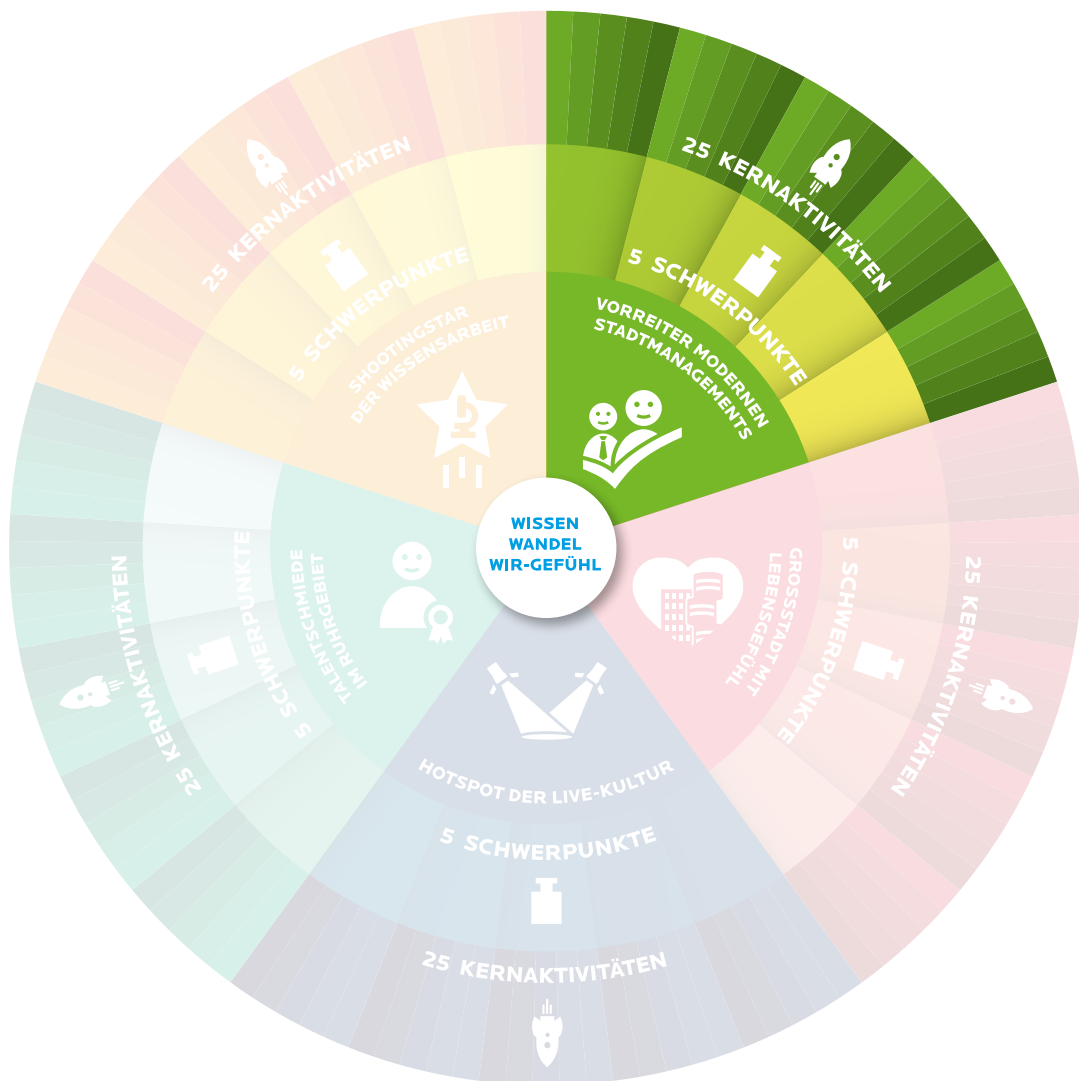 WISSEN
WANDEL
WIR-GEFÜHL
VORREITER MODERNEN
STADTMANAGEMENTS
5 SCHWERPUNKTE
25 KERNAKTIVITÄTEN
GROSSSTADT MIT
LEBENSGEFÜHL
5 SCHWERPUNKTE
25 KERNAKTIVITÄTEN
HOTSPOT DER LIVE-KULTUR
5 SCHWERPUNKTE
25 KERNAKTIVITÄTEN
TALENTSCHMIEDE
IM RUHRGEBIET
5 SCHWERPUNKTE
25 KERNAKTIVITÄTEN
SHOOTINGSTAR
DER WISSENSARBEIT
5 SCHWERPUNKTE
25 KERNAKTIVITÄTEN